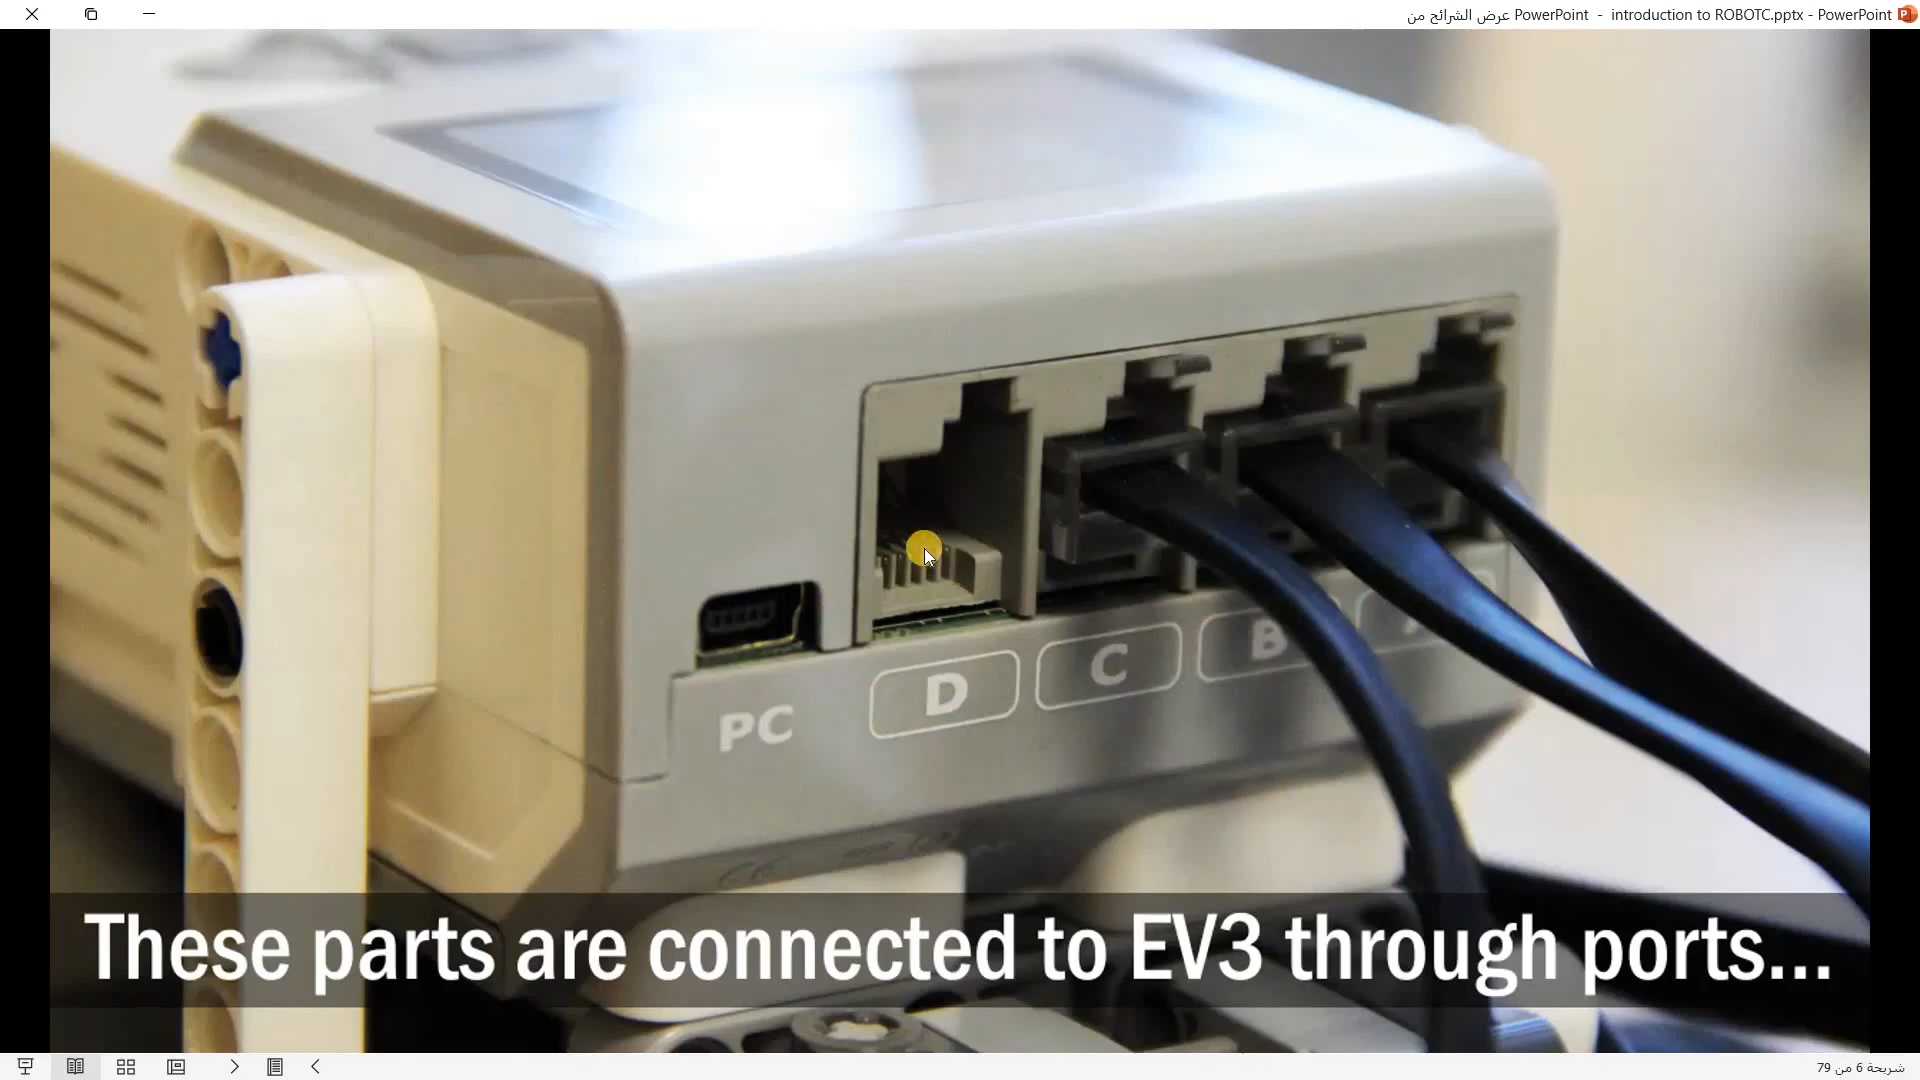 عرض الشرائح من PowerPoint - introduction to ROBOTC.pptx - PowerPoint
PC
D
C
B
These parts are connected to EV3 through ports...
شريحة 6 من 79